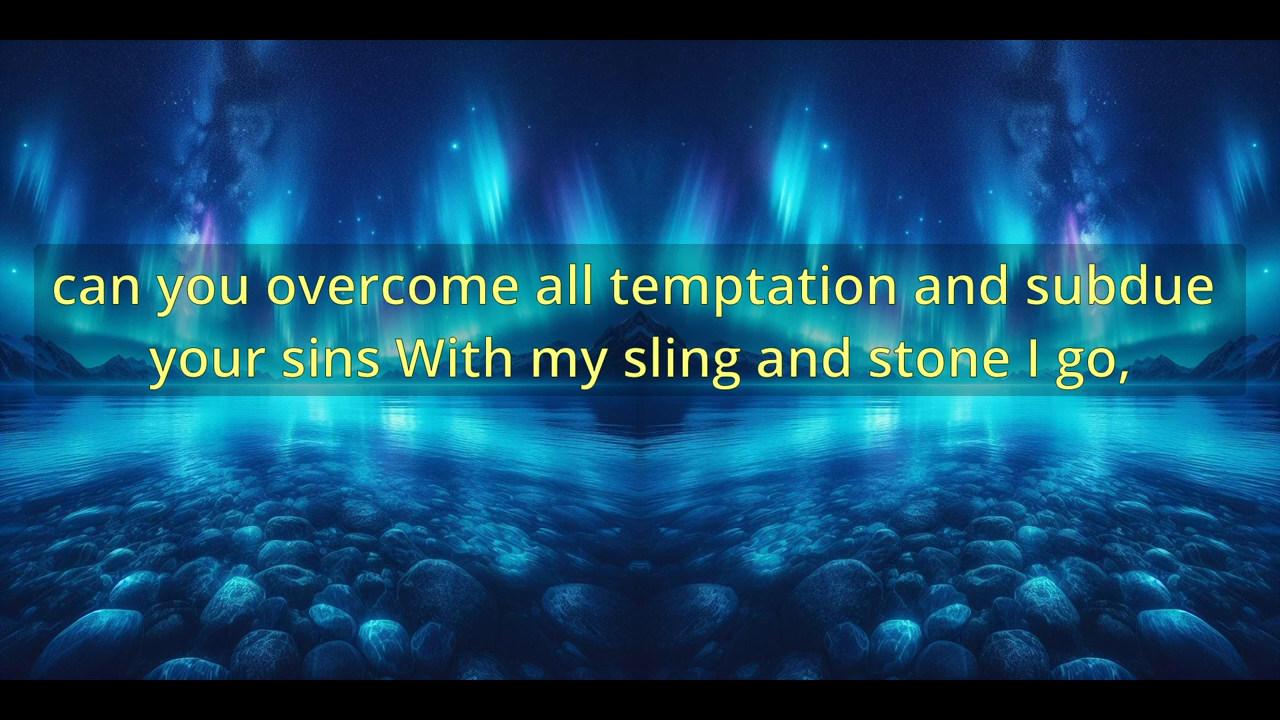 can you overcome all temptation and subdue
your sins With my sling and stone I go,